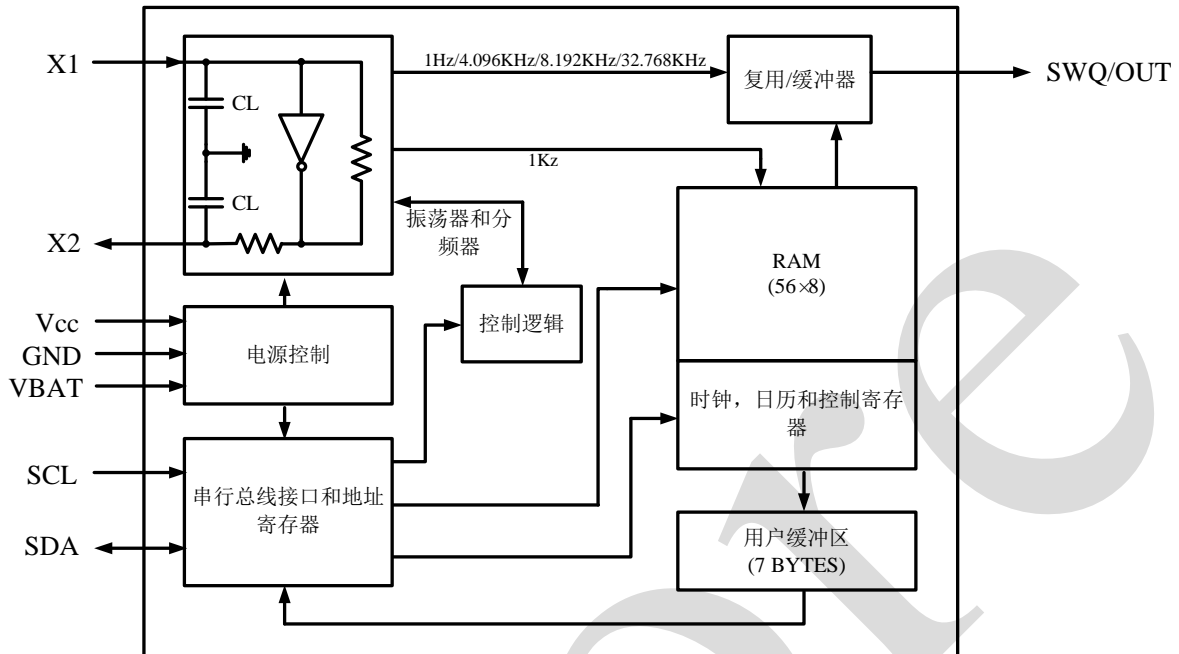 X1
1Hz/4.096KHz/8.192KHz/32.768KHz
复用/缓冲器
SWQ/OUT
CL
1Kz
CL
振荡器和分
频器
X2
RAM
(56×8)
控制逻辑
Vcc
GND
VBAT
电源控制
时钟，日历和控制寄存
器
SCL
串行总线接口和地址
寄存器
SDA
用户缓冲区
(7 BYTES)
ore